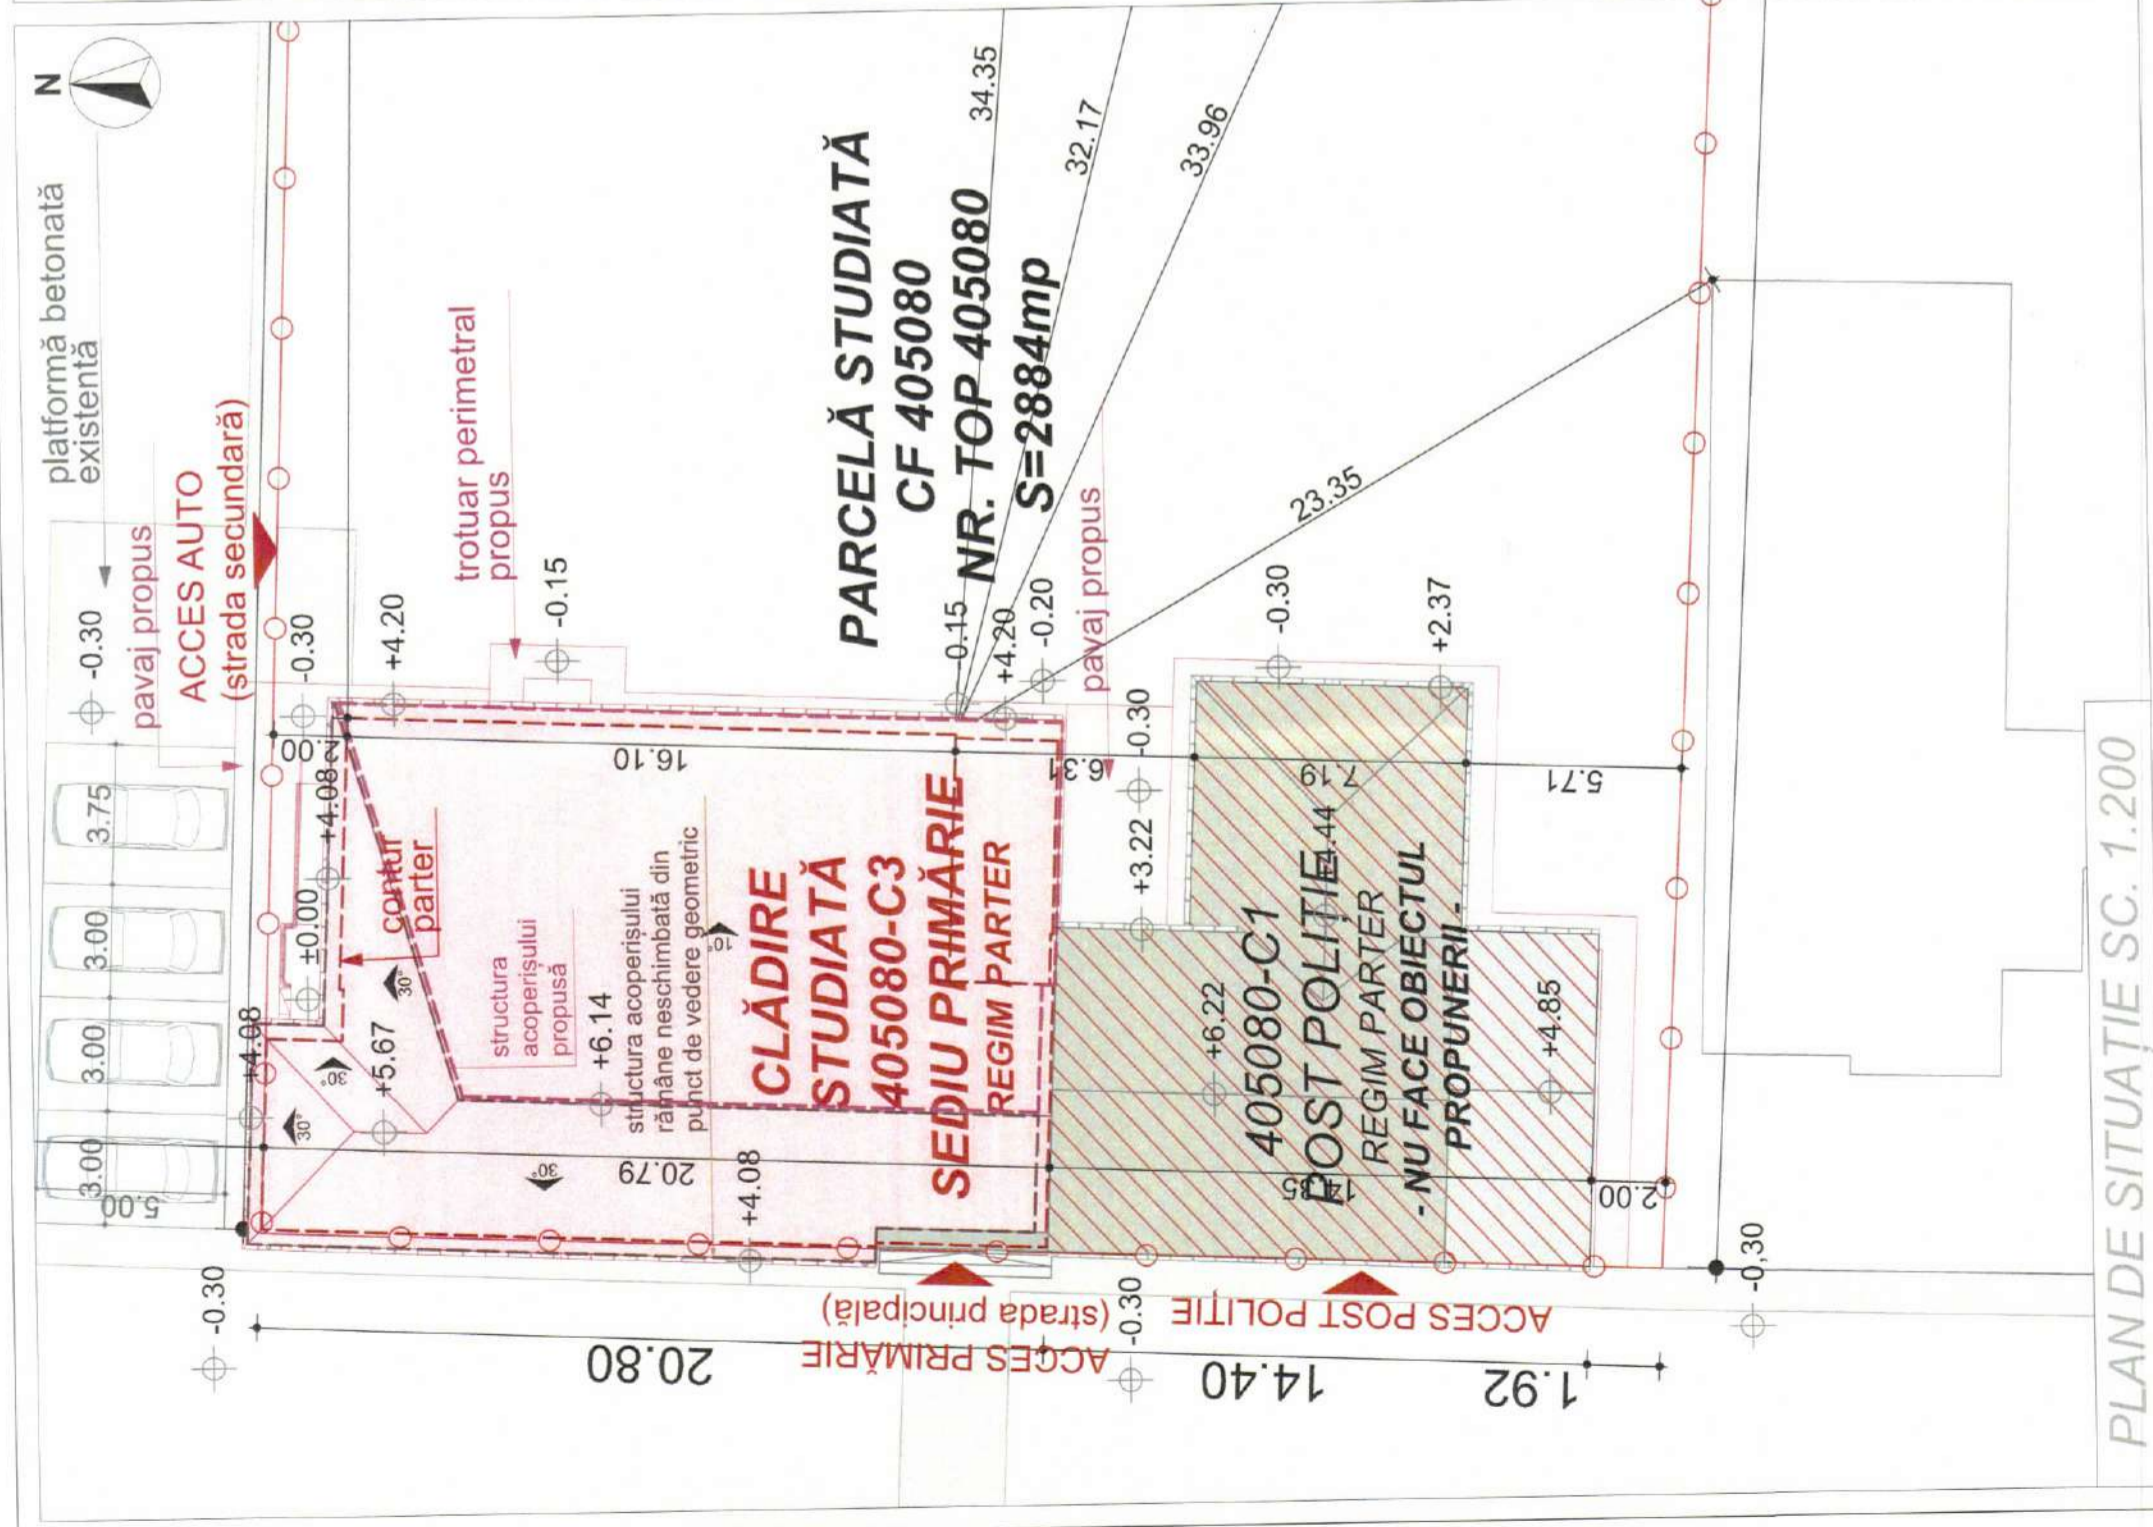 N
platformă betonată
existentă
-0.30
pavaj propus
ACCES AUTO
(strada secundară)
-0.30
+4.20
trotuar perimetral
propus
-0.15
PARCELĂ STUDIATĂ
CF 405080
NR. TOP 405080
S=2884mp
34.35
32.17
33.96
23.35
-0.15
+4.20
-0.20
pavaj propus
-0.30
+2.37
3.75
3.00
3.00
3.00
5.00
2.00
+4.08
±0.00
+4.08
contur
parter
16.10
6.31
7.19
5.71
-0.30
+3.22
30°
30°
30°
30°
10°
+5.67
structura
acoperișului
propusă
+6.14
structura acoperișului
rămâne neschimbată din
punct de vedere geometric
20.79
+4.08
CLĂDIRE
STUDIATĂ
405080-C3
SEDIU PRIMĂRIE
REGIM PARTER
+6.22
405080-C1
POST POLIȚIE
REGIM PARTER
- NU FACE OBIECTUL
PROPUNERII -
+4.85
2.00
-0.30
20.80
ACCES PRIMĂRIE
(strada principală)
-0.30
ACCES POST POLIȚIE
14.40
1.92
-0,30
PLAN DE SITUAȚIE SC. 1.200